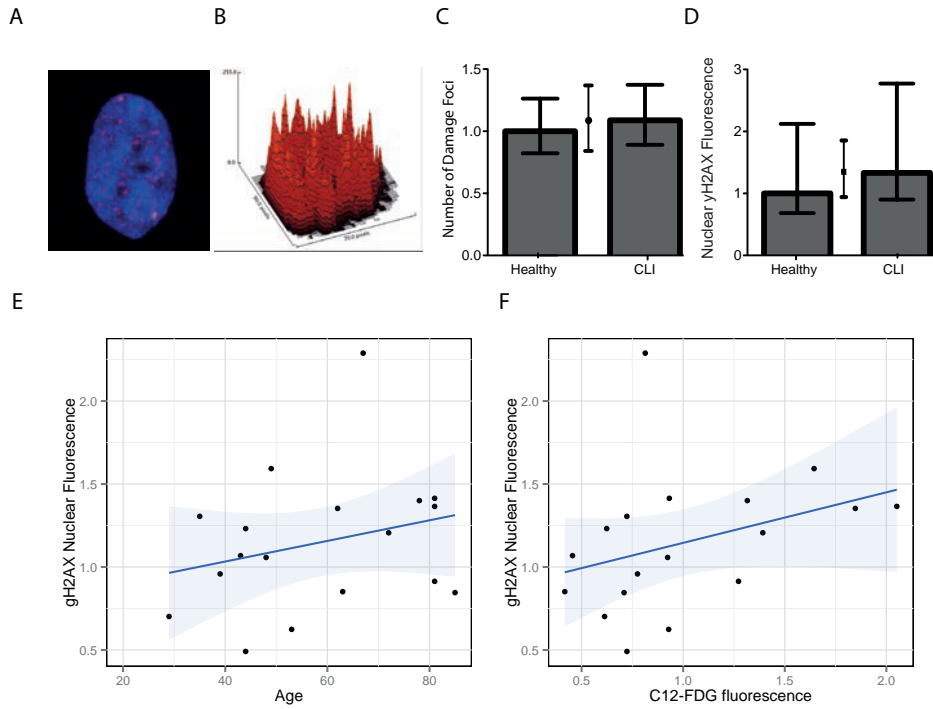 A
B
C
D
Number of Damage Foci
1.5
1.0
0.5
0.0
Healthy
CLI
Nuclear γH2AX Fluorescence
3
2
1
0
Healthy
CLI
E
F
gH2AX Nuclear Fluorescence
2.0
1.5
1.0
0.5
20
40
60
80
Age
gH2AX Nuclear Fluorescence
2.0
1.5
1.0
0.5
0.5
1.0
1.5
2.0
C12-FDG fluorescence